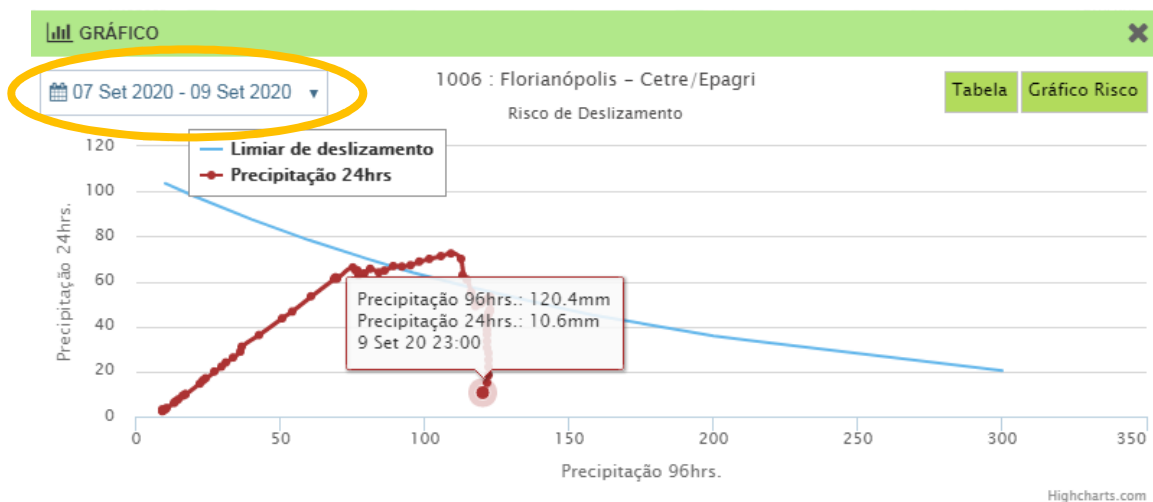 GRÁFICO
07 Set 2020 - 09 Set 2020
1006 : Florianópolis - Cetre/Epagri
Risco de Deslizamento
Tabela
Gráfico Risco
Limiar de deslizamento
Precipitação 24hrs
Precipitação 24hrs.
120
100
80
60
40
20
0
Precipitação 96hrs.: 120.4mm
Precipitação 24hrs.: 10.6mm
9 Set 20 23:00
0 50 100 150 200 250 300 350
Precipitação 96hrs.
Highcharts.com